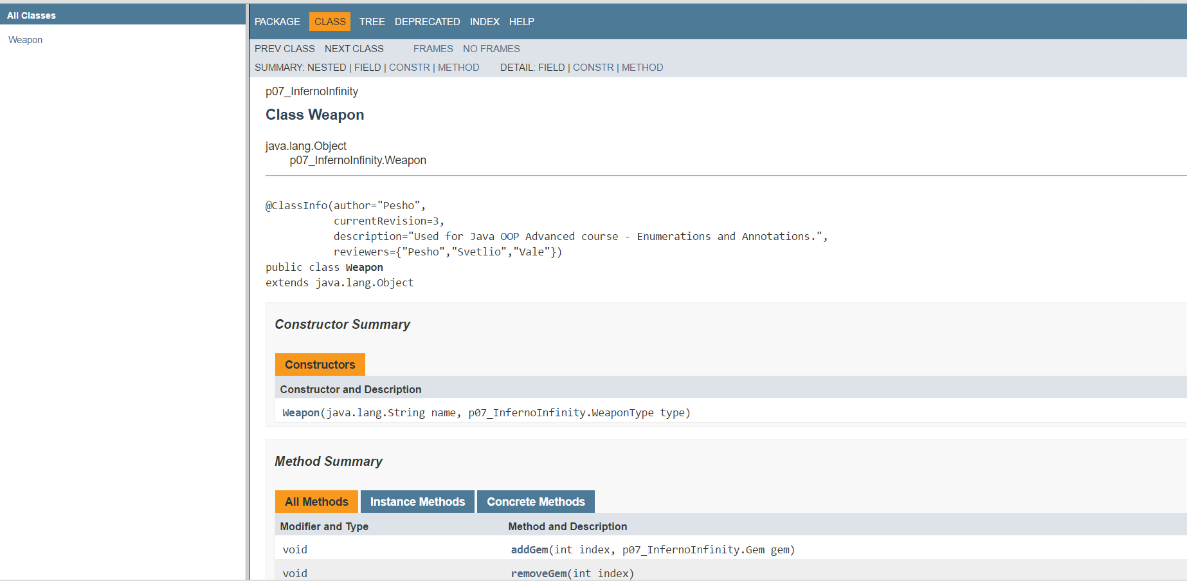 All Classes
Weapon
PACKAGE CLASS TREE DEPRECATED INDEX HELP
PREV CLASS NEXT CLASS FRAMES NO FRAMES
SUMMARY: NESTED | FIELD | CONSTR | METHOD DETAIL: FIELD | CONSTR | METHOD
p07_InfernoInfinity
Class Weapon
java.lang.Object
p07_InfernoInfinity.Weapon
@ClassInfo(author="Pesho",
currentRevision=3,
description="Used for Java OOP Advanced course - Enumerations and Annotations.",
reviewers={"Pesho","Svetlio","Vale"})
public class Weapon
extends java.lang.Object
Constructor Summary
Constructors
Constructor and Description
Weapon(java.lang.String name, p07_InfernoInfinity.WeaponType type)
Method Summary
All Methods Instance Methods Concrete Methods
Modifier and Type Method and Description
void addGem(int index, p07_InfernoInfinity.Gem gem)
void removeGem(int index)